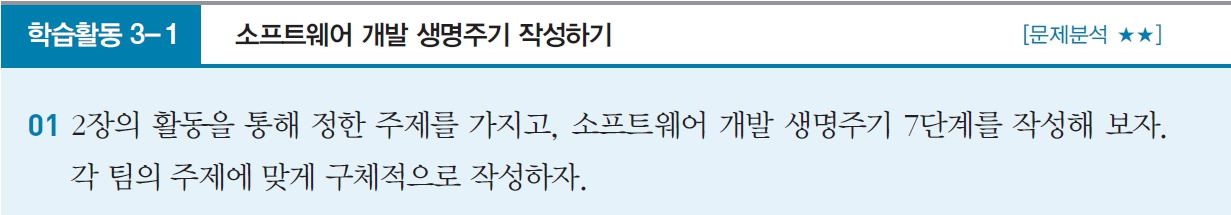 학습활동 3-1 소프트웨어 개발 생명주기 작성하기 [문제분석 ★★]
01 2장의 활동을 통해 정한 주제를 가지고, 소프트웨어 개발 생명주기 7단계를 작성해 보자.
각 팀의 주제에 맞게 구체적으로 작성하자.